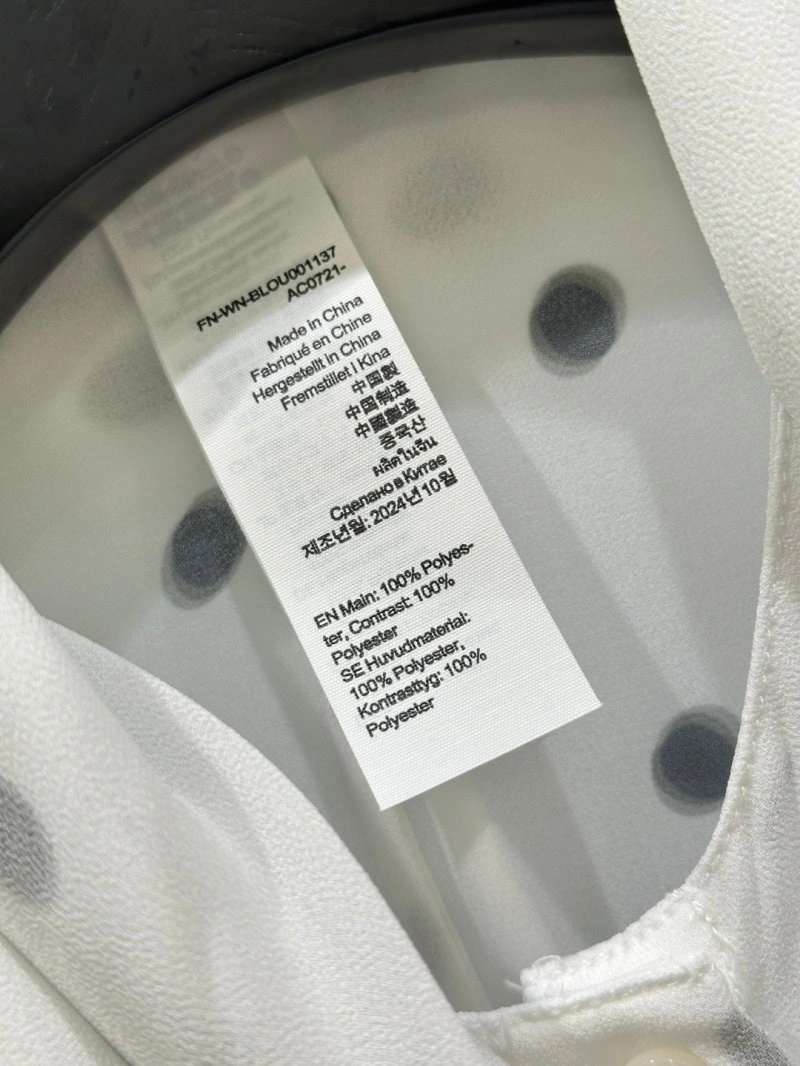 FN-WN-BLOU001137
AC0721-
Made in China
Fabriqué en Chine
Hergestellt in China
Fremstillet i Kina
中国製
中国制造
中國製造
중국산
ผลิตในจีน
Сделано в Китае
제조년월: 2024년 10월
EN Main: 100% Polyes-
ter, Contrast: 100%
Polyester
SE Huvudmaterial:
100% Polyester,
Kontrasttyg: 100%
Polyester